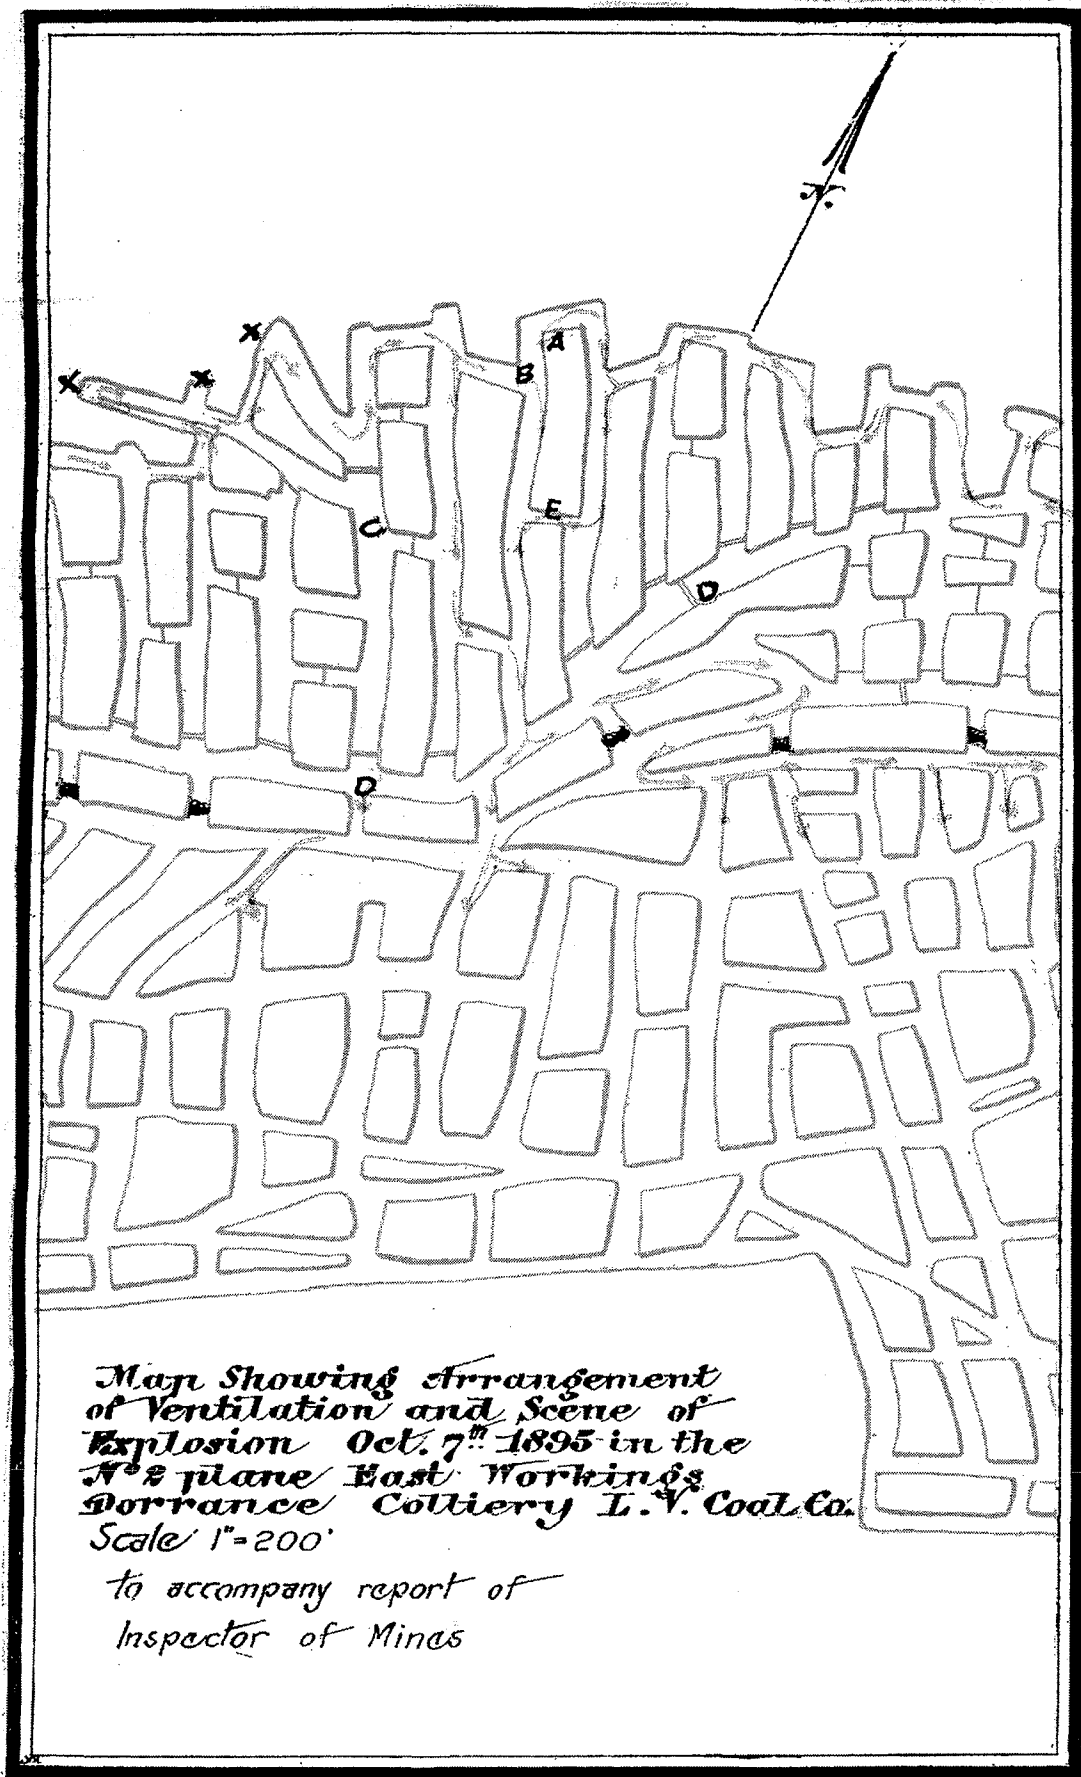 N.
X
X
X
A
B
E
C
D
D
Map Showing Arrangement
of Ventilation and Scene of
Explosion Oct. 7th 1895 in the
No 2 plane East Workings
Dorrance Colliery L. V. Coal Co.
Scale 1"=200'
to accompany report of
Inspector of Mines